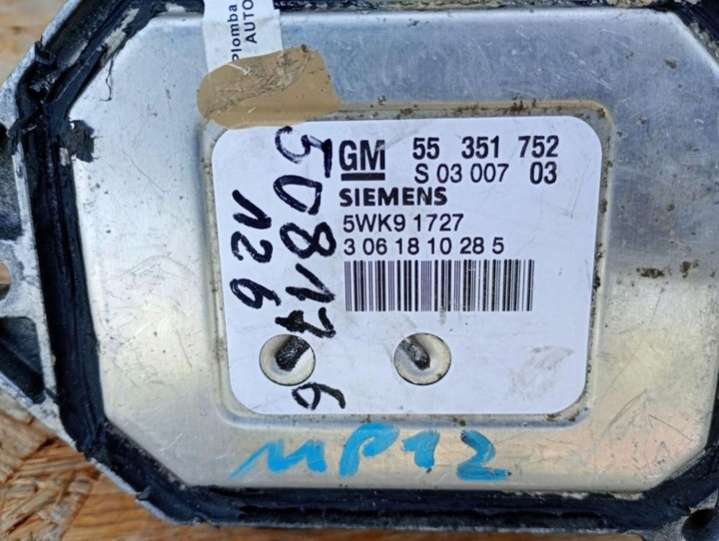 Plomba
AUTO
GM 55 351 752
S 03 007 03
SIEMENS
5WK9 1727
3 06 18 10 28 5
126
MP12